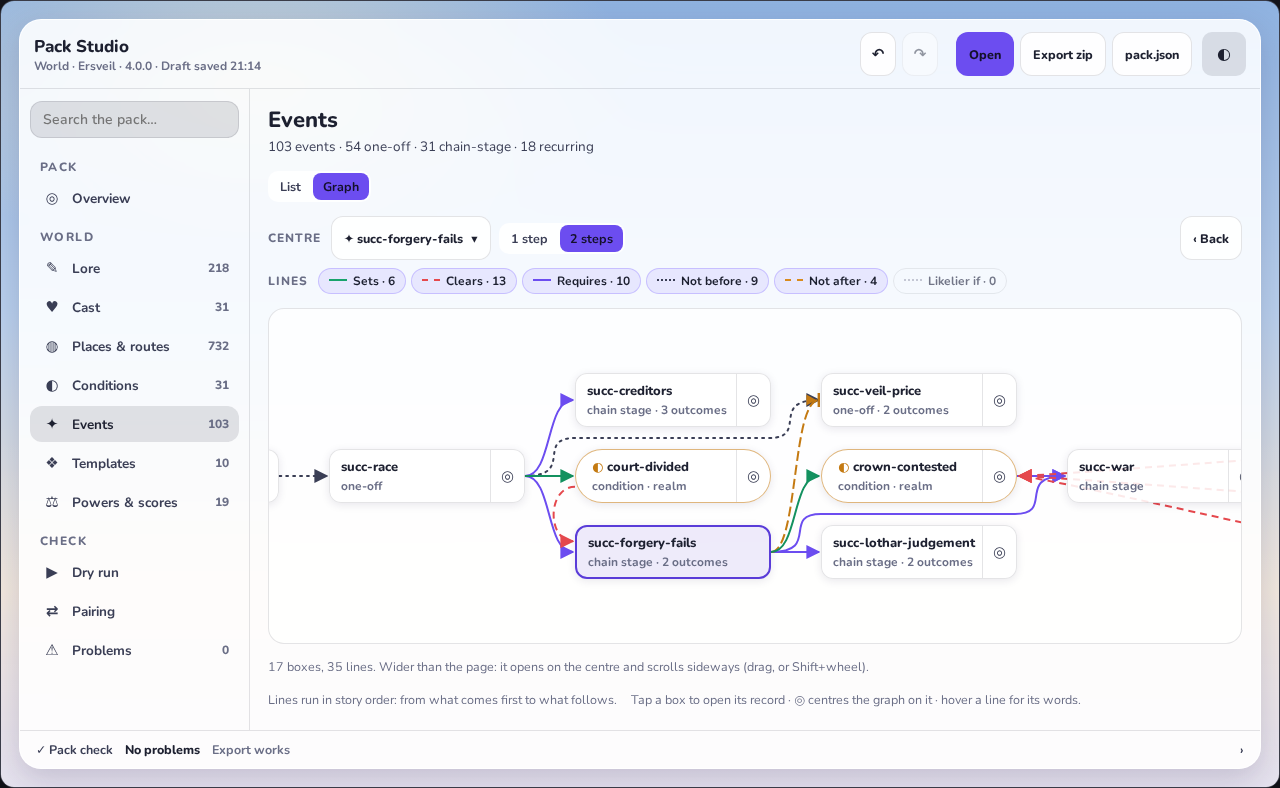 Pack Studio
World · Ersveil · 4.0.0 · Draft saved 21:14
Open
Export zip
pack.json
Search the pack…
PACK
Overview
WORLD
Lore 218
Cast 31
Places & routes 732
Conditions 31
Events 103
Templates 10
Powers & scores 19
CHECK
Dry run
Pairing
Problems 0
Events
103 events · 54 one-off · 31 chain-stage · 18 recurring
List
Graph
CENTRE
✦ succ-forgery-fails ▾
1 step
2 steps
‹ Back
LINES
Sets · 6
Clears · 13
Requires · 10
Not before · 9
Not after · 4
Likelier if · 0
succ-race
one-off
succ-creditors
chain stage · 3 outcomes
court-divided
condition · realm
succ-forgery-fails
chain stage · 2 outcomes
succ-veil-price
one-off · 2 outcomes
crown-contested
condition · realm
succ-lothar-judgement
chain stage · 2 outcomes
succ-war
chain stage
17 boxes, 35 lines. Wider than the page: it opens on the centre and scrolls sideways (drag, or Shift+wheel).
Lines run in story order: from what comes first to what follows. Tap a box to open its record · ◎ centres the graph on it · hover a line for its words.
✓ Pack check No problems Export works ›